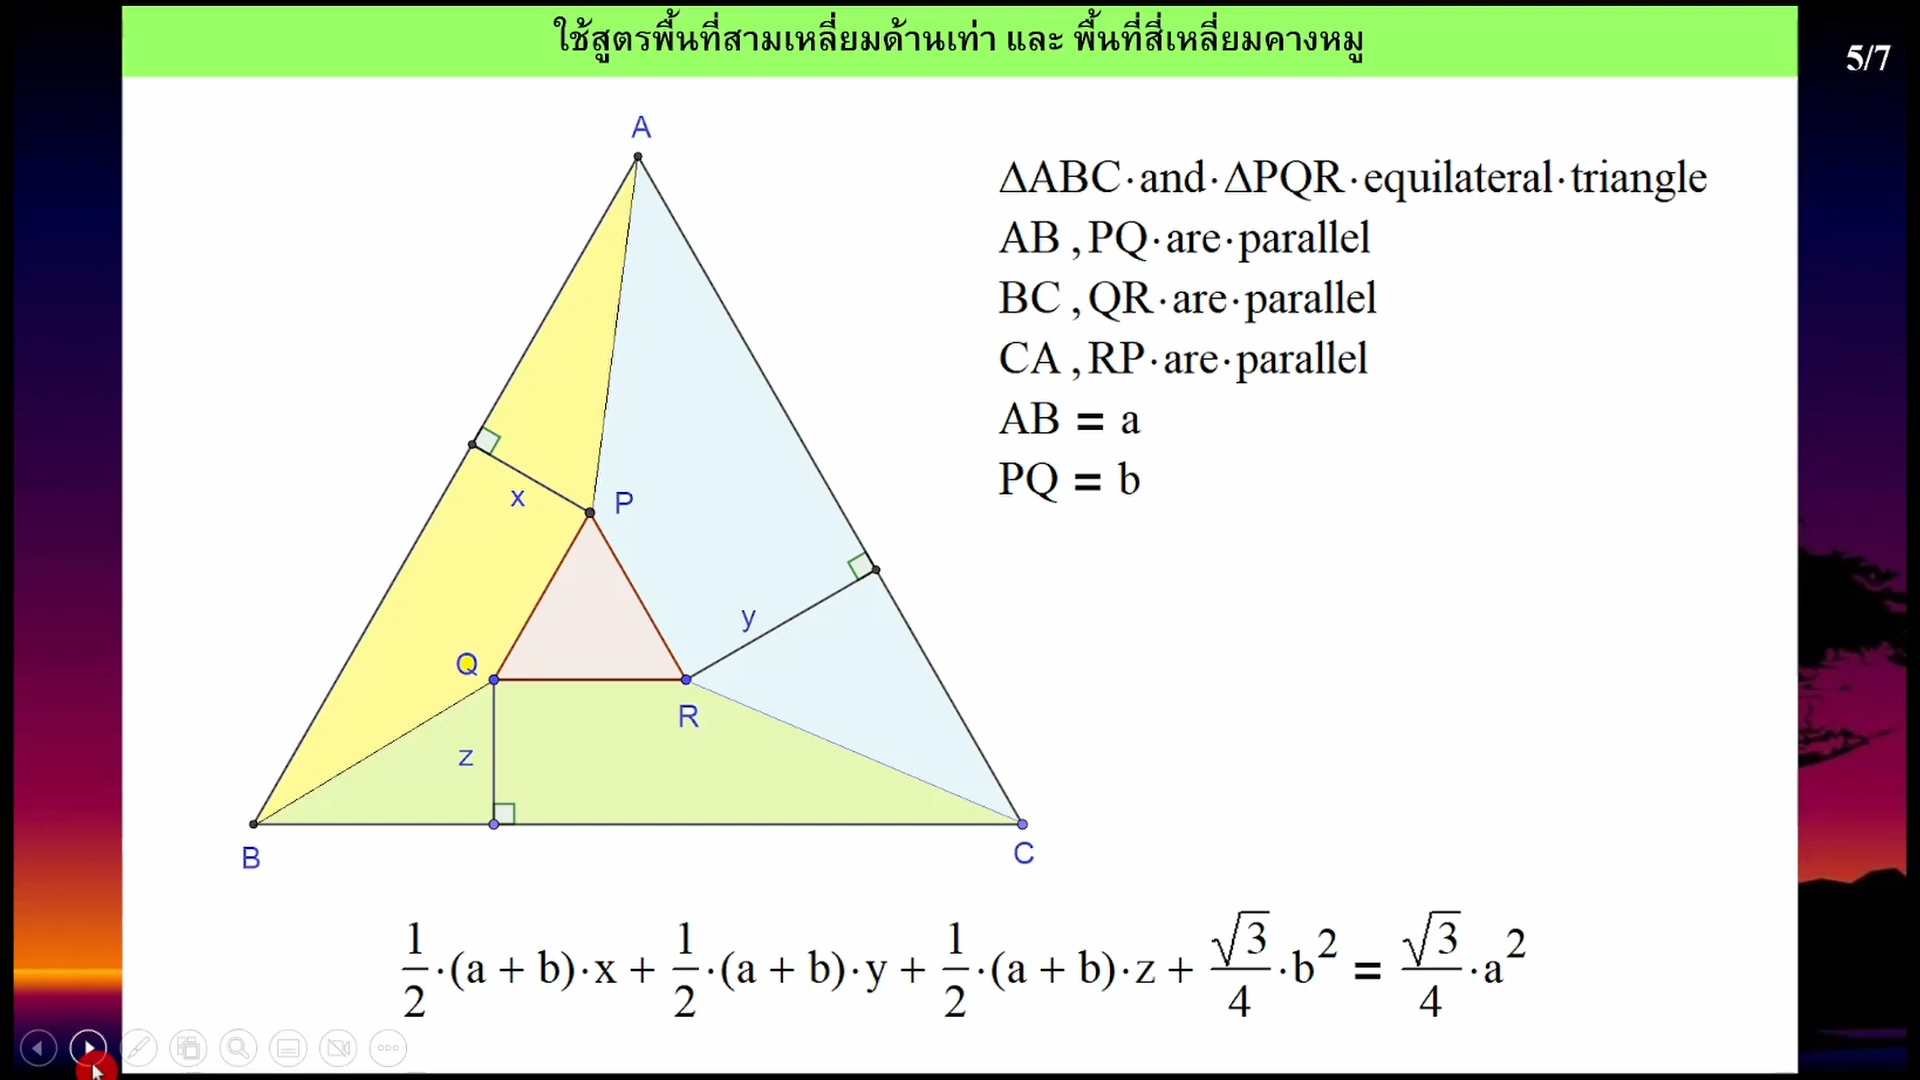 ใช้สูตรพื้นที่สามเหลี่ยมด้านเท่า และ พื้นที่สี่เหลี่ยมคางหมู
5/7
A
ΔABC·and·ΔPQR·equilateral·triangle
AB ,PQ·are·parallel
BC ,QR·are·parallel
CA ,RP·are·parallel
AB = a
PQ = b
x
P
y
Q
R
z
B
C
1/2·(a + b)·x + 1/2·(a + b)·y + 1/2·(a + b)·z + √3/4·b² = √3/4·a²